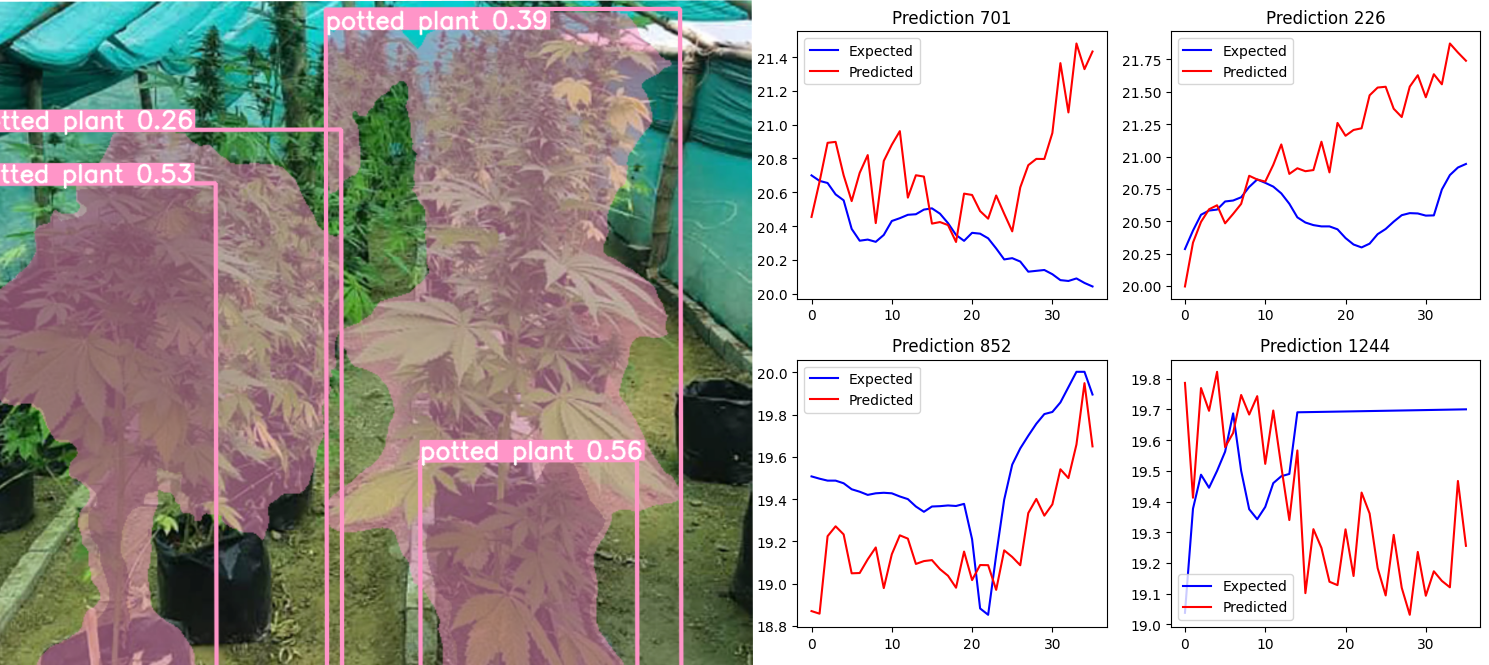 potted plant 0.39
tted plant 0.26
tted plant 0.53
potted plant 0.56
Prediction 701
Expected
Predicted
21.4
21.2
21.0
20.8
20.6
20.4
20.2
20.0
0 10 20 30
Prediction 226
Expected
Predicted
21.75
21.50
21.25
21.00
20.75
20.50
20.25
20.00
0 10 20 30
Prediction 852
Expected
Predicted
20.0
19.8
19.6
19.4
19.2
19.0
18.8
0 10 20 30
Prediction 1244
19.8
19.7
19.6
19.5
19.4
19.3
19.2
19.1
19.0
Expected
Predicted
0 10 20 30